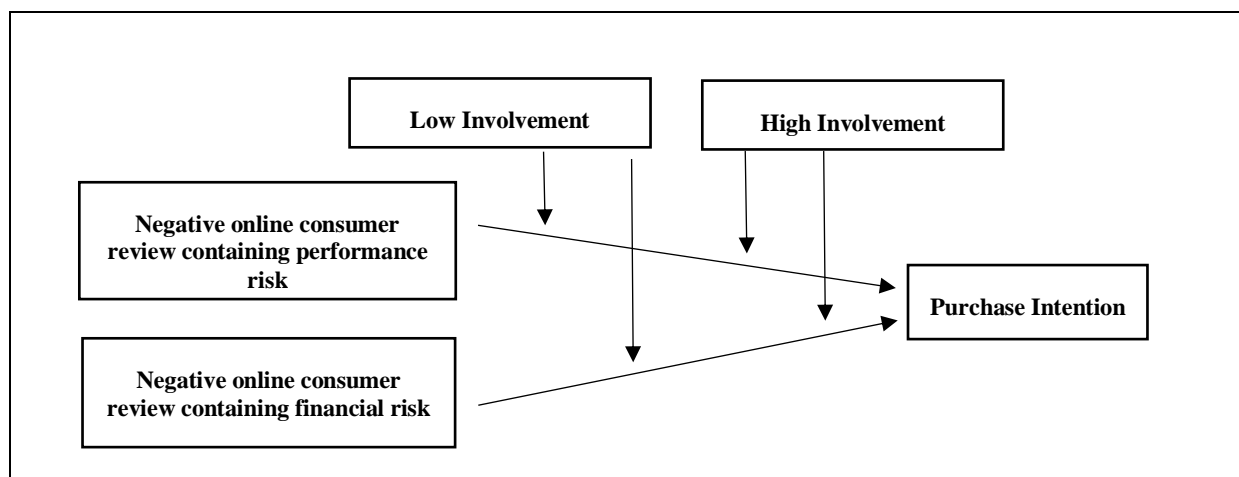 Low Involvement
High Involvement
Negative online consumer
review containing performance
risk
Purchase Intention
Negative online consumer
review containing financial risk